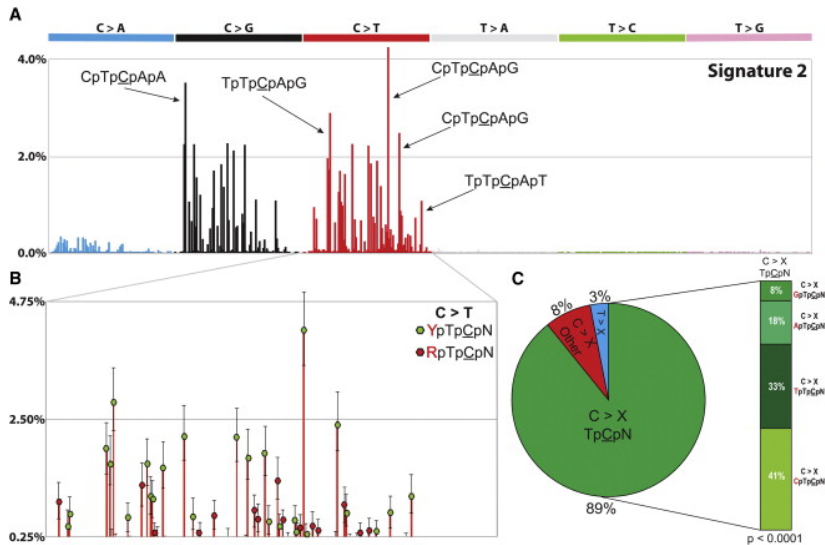 A
C > A
C > G
C > T
T > A
T > C
T > G
4.0%
2.0%
0.0%
Signature 2
CpTpCpApA
TpTpCpApG
CpTpCpApG
CpTpCpApG
TpTpCpApT
B
4.75%
2.50%
0.25%
C > T
YpTpCpN
RpTpCpN
C
8%
3%
C > X
Other
T > X
C > X
TpCpN
89%
C > X
TpCpN
8%
C > X
GpTpCpN
18%
C > X
ApTpCpN
33%
C > X
TpTpCpN
41%
C > X
CpTpCpN
p < 0.0001